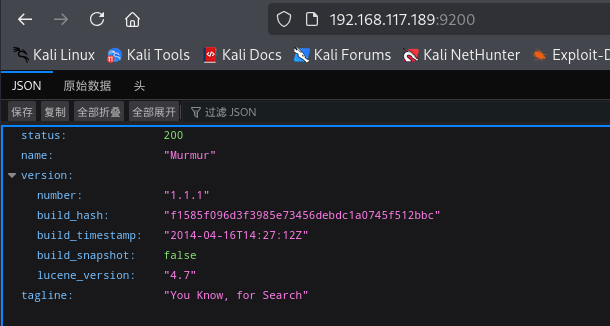 192.168.117.189:9200
Kali Linux Kali Tools Kali Docs Kali Forums Kali NetHunter Exploit-D
JSON 原始数据 头
保存 复制 全部折叠 全部展开 过滤 JSON
status: 200
name: "Murmur"
version:
number: "1.1.1"
build_hash: "f1585f096d3f3985e73456debdc1a0745f512bbc"
build_timestamp: "2014-04-16T14:27:12Z"
build_snapshot: false
lucene_version: "4.7"
tagline: "You Know, for Search"